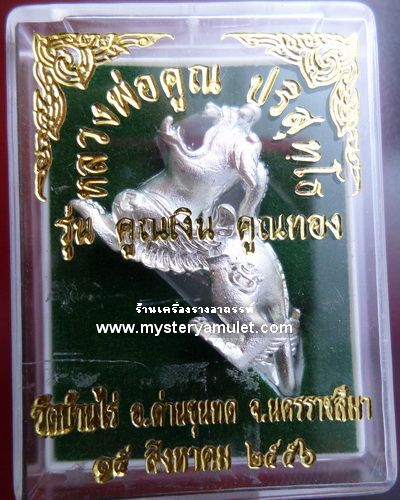 หลวงพ่อคูณ ปริสุทฺโธ
รุ่น คูณเงิน คูณทอง
ร้านเครื่องรางอาถรรพ์
www.mysteryamulet.com
วัดบ้านไร่ อ.ด่านขุนทด จ.นครราชสีมา
๑๕ สิงหาคม ๒๕๕๖